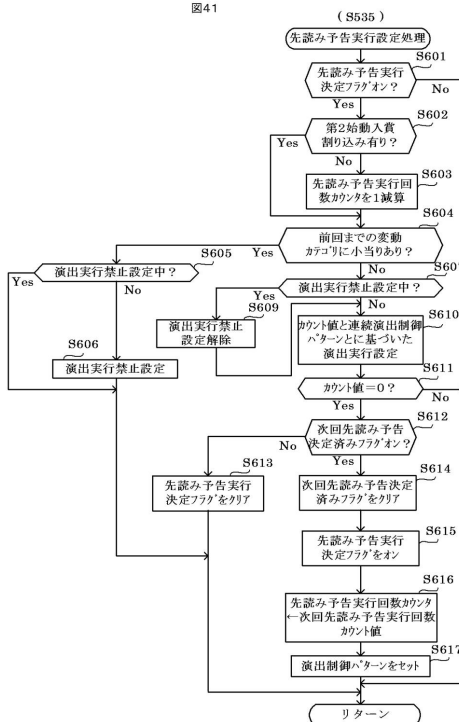 図41
(S535)
先読み予告実行設定処理
S601
先読み予告実行
決定フラグオン？
No
Yes
S602
第2始動入賞
割り込み有り？
Yes
No
S603
先読み予告実行回
数カウンタを1減算
S604
前回までの変動
カテゴリに小当りあり？
Yes
No
S605
演出実行禁止設定中？
Yes
No
S606
演出実行禁止設定
S607
演出実行禁止設定中？
Yes
No
S609
演出実行禁止
設定解除
S610
カウント値と連続演出制御
パターンとに基づいた
演出実行設定
S611
カウント値=0？
No
Yes
S612
次回先読み予告
決定済みフラグオン？
No
Yes
S613
先読み予告実行
決定フラグをクリア
S614
次回先読み予告決定
済みフラグをクリア
S615
先読み予告実行
決定フラグをオン
S616
先読み予告実行回数カウンタ
←次回先読み予告実行回数
カウント値
S617
演出制御パターンをセット
リターン